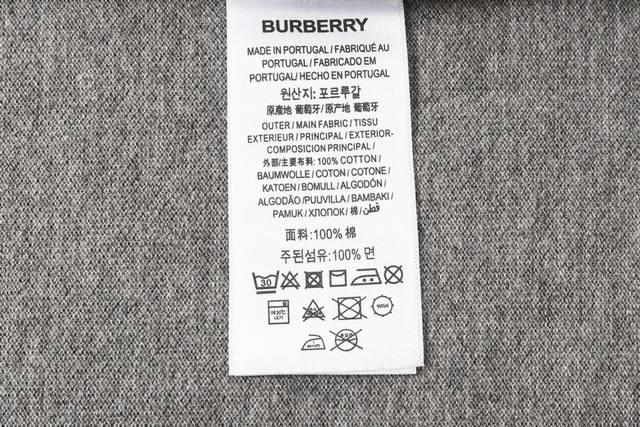 BURBERRY
MADE IN PORTUGAL / FABRIQUÉ AU
PORTUGAL / FABRICADO EM
PORTUGAL/ HECHO EN PORTUGAL
원산지: 포르루갈
原產地 葡萄牙 / 原产地 葡萄牙
OUTER / MAIN FABRIC / TISSU
EXTERIEUR / PRINCIPAL / EXTERIOR-
COMPOSICION PRINCIPAL /
外部/主要布料: 100% COTTON /
BAUMWOLLE / COTON / COTONE /
KATOEN / BOMULL / ALGODÓN /
ALGODÃO /PUUVILLA / BAMBAKI /
PAMUK / ХЛОПОК / 棉 / قطن
面料:100% 棉
주된섬유:100% 면
30